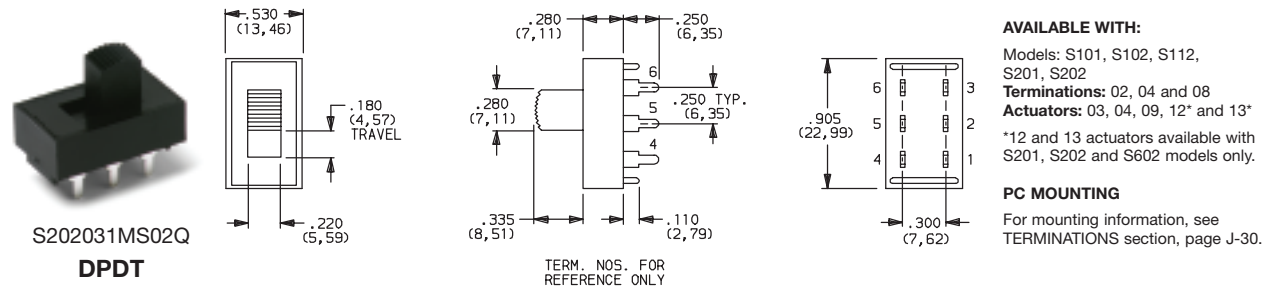 S202031MS02Q
DPDT
.530
(13,46)
.180
(4,57)
TRAVEL
.220
(5,59)
.280
(7,11)
.250
(6,35)
.280
(7,11)
6
5
4
.250 TYP.
(6,35)
.335
(8,51)
.110
(2,79)
TERM. NOS. FOR
REFERENCE ONLY
.905
(22,99)
6 3
5 2
4 1
.300
(7,62)
AVAILABLE WITH:
Models: S101, S102, S112,
S201, S202
Terminations: 02, 04 and 08
Actuators: 03, 04, 09, 12* and 13*
*12 and 13 actuators available with
S201, S202 and S602 models only.
PC MOUNTING
For mounting information, see
TERMINATIONS section, page J-30.